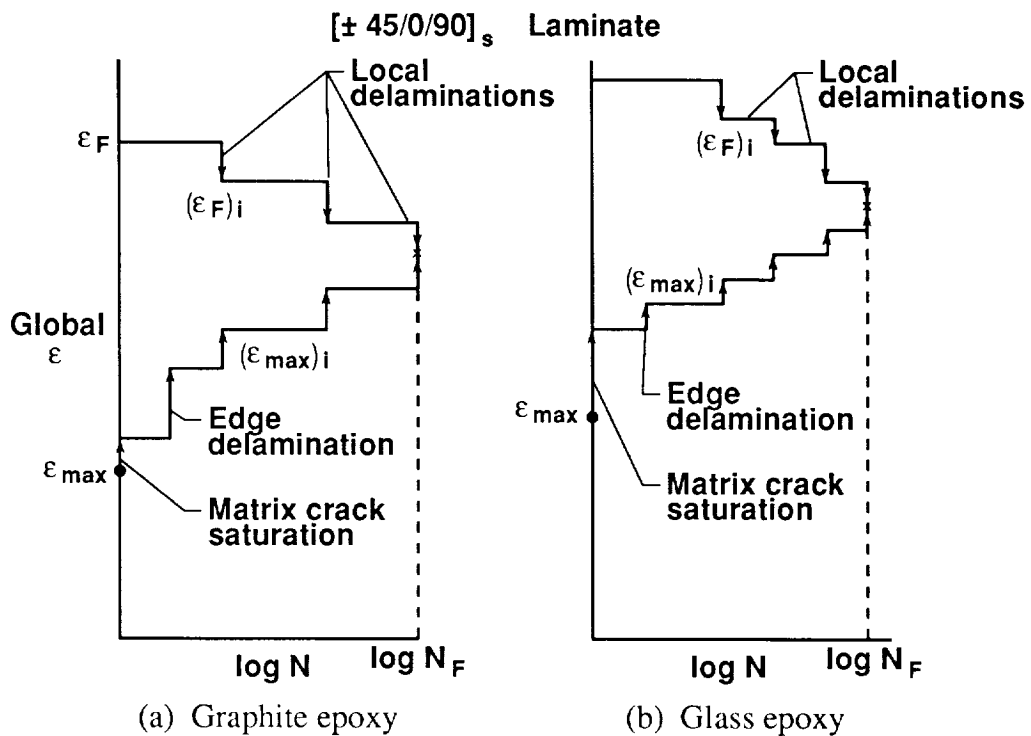 [± 45/0/90]s Laminate
Local
delaminations
εF
(εF)i
Global
ε
(εmax)i
Edge
delamination
εmax
Matrix crack
saturation
log N
log NF
(a) Graphite epoxy
Local
delaminations
(εF)i
(εmax)i
Edge
delamination
εmax
Matrix crack
saturation
log N
log NF
(b) Glass epoxy